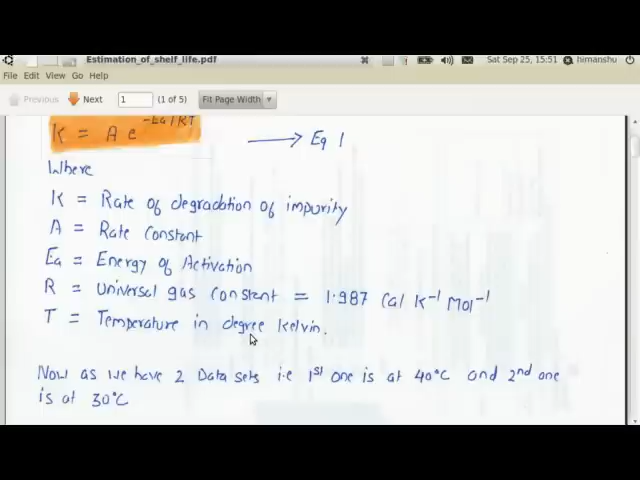 Estimation_of_shelf_life.pdf
Sat Sep 25, 15:51 himanshu
File Edit View Go Help
Previous Next 1 (1 of 5) Fit Page Width
K = A e -Ea/RT → Eq 1
Where
K = Rate of degradation of impurity
A = Rate Constant
Ea = Energy of Activation
R = Universal gas constant = 1.987 Cal K⁻¹ Mol⁻¹
T = Temperature in degree Kelvin.
Now as we have 2 Data sets i.e 1st one is at 40°C and 2nd one
is at 30°C